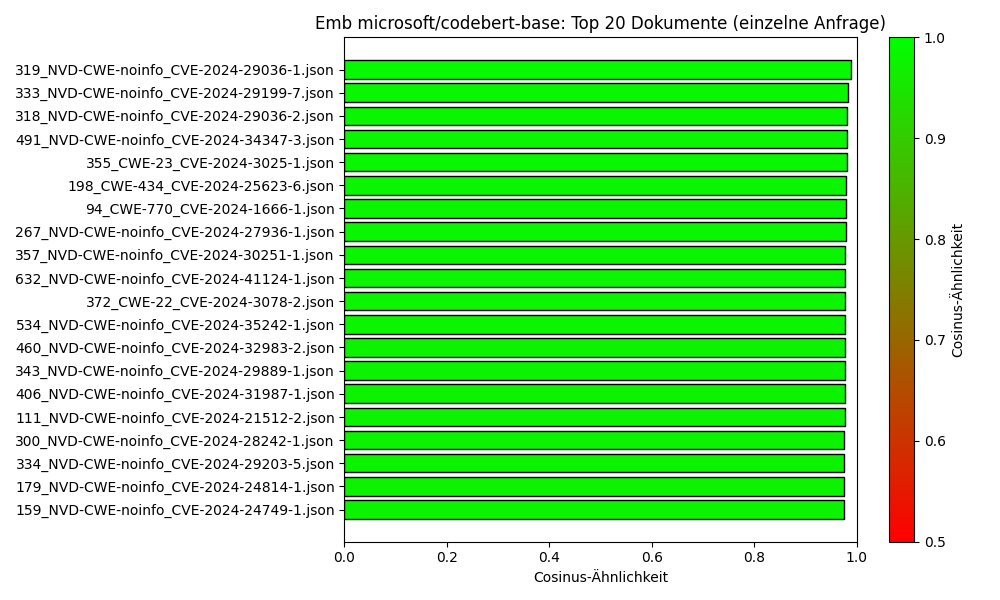 Emb microsoft/codebert-base: Top 20 Dokumente (einzelne Anfrage)
319_NVD-CWE-noinfo_CVE-2024-29036-1.json
333_NVD-CWE-noinfo_CVE-2024-29199-7.json
318_NVD-CWE-noinfo_CVE-2024-29036-2.json
491_NVD-CWE-noinfo_CVE-2024-34347-3.json
355_CWE-23_CVE-2024-3025-1.json
198_CWE-434_CVE-2024-25623-6.json
94_CWE-770_CVE-2024-1666-1.json
267_NVD-CWE-noinfo_CVE-2024-27936-1.json
357_NVD-CWE-noinfo_CVE-2024-30251-1.json
632_NVD-CWE-noinfo_CVE-2024-41124-1.json
372_CWE-22_CVE-2024-3078-2.json
534_NVD-CWE-noinfo_CVE-2024-35242-1.json
460_NVD-CWE-noinfo_CVE-2024-32983-2.json
343_NVD-CWE-noinfo_CVE-2024-29889-1.json
406_NVD-CWE-noinfo_CVE-2024-31987-1.json
111_NVD-CWE-noinfo_CVE-2024-21512-2.json
300_NVD-CWE-noinfo_CVE-2024-28242-1.json
334_NVD-CWE-noinfo_CVE-2024-29203-5.json
179_NVD-CWE-noinfo_CVE-2024-24814-1.json
159_NVD-CWE-noinfo_CVE-2024-24749-1.json
0.0 0.2 0.4 0.6 0.8 1.0
Cosinus-Ähnlichkeit
1.0
0.9
0.8
0.7
0.6
0.5
Cosinus-Ähnlichkeit